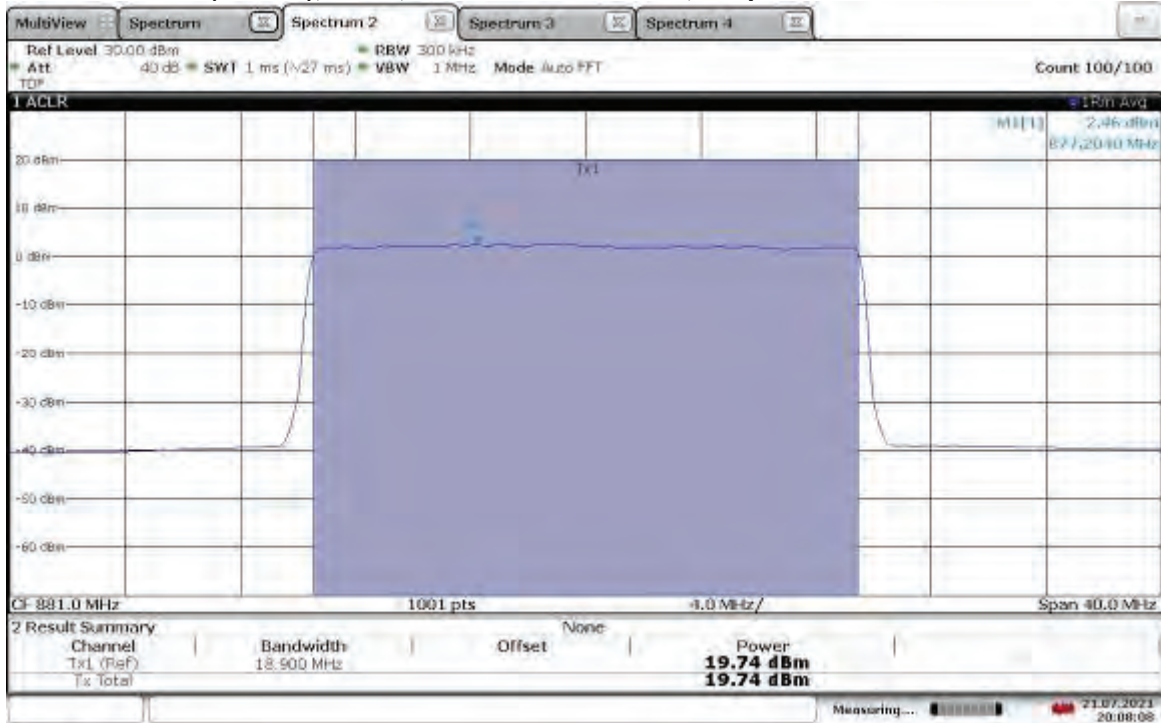 MultiView Spectrum Spectrum 2 Spectrum 3 Spectrum 4
Ref Level 30.00 dBm RBW 300 kHz
Att 40 dB SWT 1 ms (~27 ms) VBW 1 MHz Mode Auto FFT Count 100/100
TDF
1 ACLR 1Rm Avg
M1[1] 2.46 dBm
877.2040 MHz
20 dBm
Tx1
10 dBm
0 dBm
-10 dBm
-20 dBm
-30 dBm
-40 dBm
-50 dBm
-60 dBm
CF 881.0 MHz 1001 pts 4.0 MHz/ Span 40.0 MHz
2 Result Summary None
Channel Bandwidth Offset Power
Tx1 (Ref) 18.900 MHz 19.74 dBm
Tx Total 19.74 dBm
Measuring... 21.07.2021
20:08:08